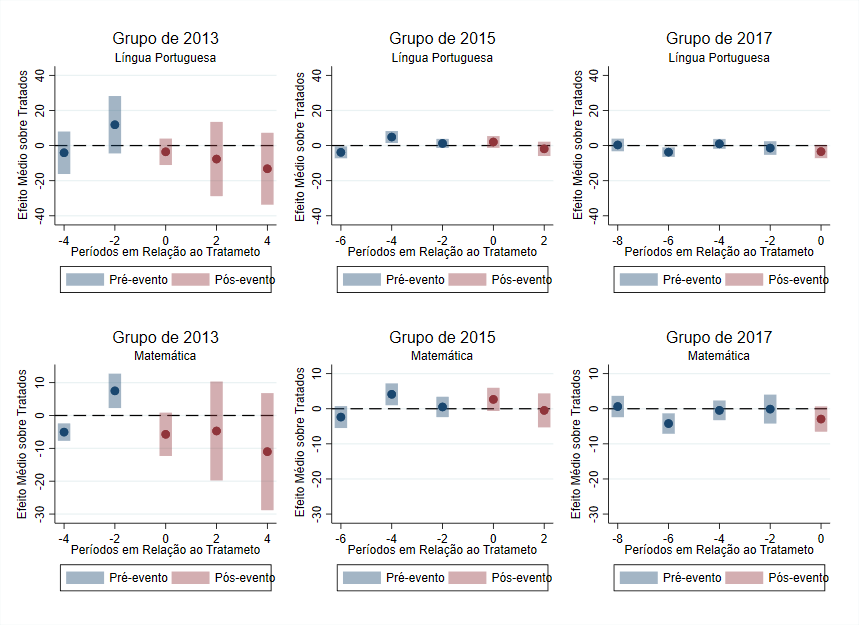 Grupo de 2013
Língua Portuguesa
Efeito Médio sobre Tratados
40
20
0
-20
-40
-4 -2 0 2 4
Períodos em Relação ao Tratameto
Pré-evento Pós-evento
Grupo de 2015
Língua Portuguesa
Efeito Médio sobre Tratados
40
20
0
-20
-40
-6 -4 -2 0 2
Períodos em Relação ao Tratameto
Pré-evento Pós-evento
Grupo de 2017
Língua Portuguesa
Efeito Médio sobre Tratados
40
20
0
-20
-40
-8 -6 -4 -2 0
Períodos em Relação ao Tratameto
Pré-evento Pós-evento
Grupo de 2013
Matemática
Efeito Médio sobre Tratados
10
0
-10
-20
-30
-4 -2 0 2 4
Períodos em Relação ao Tratameto
Pré-evento Pós-evento
Grupo de 2015
Matemática
Efeito Médio sobre Tratados
10
0
-10
-20
-30
-6 -4 -2 0 2
Períodos em Relação ao Tratameto
Pré-evento Pós-evento
Grupo de 2017
Matemática
Efeito Médio sobre Tratados
10
0
-10
-20
-30
-8 -6 -4 -2 0
Períodos em Relação ao Tratameto
Pré-evento Pós-evento